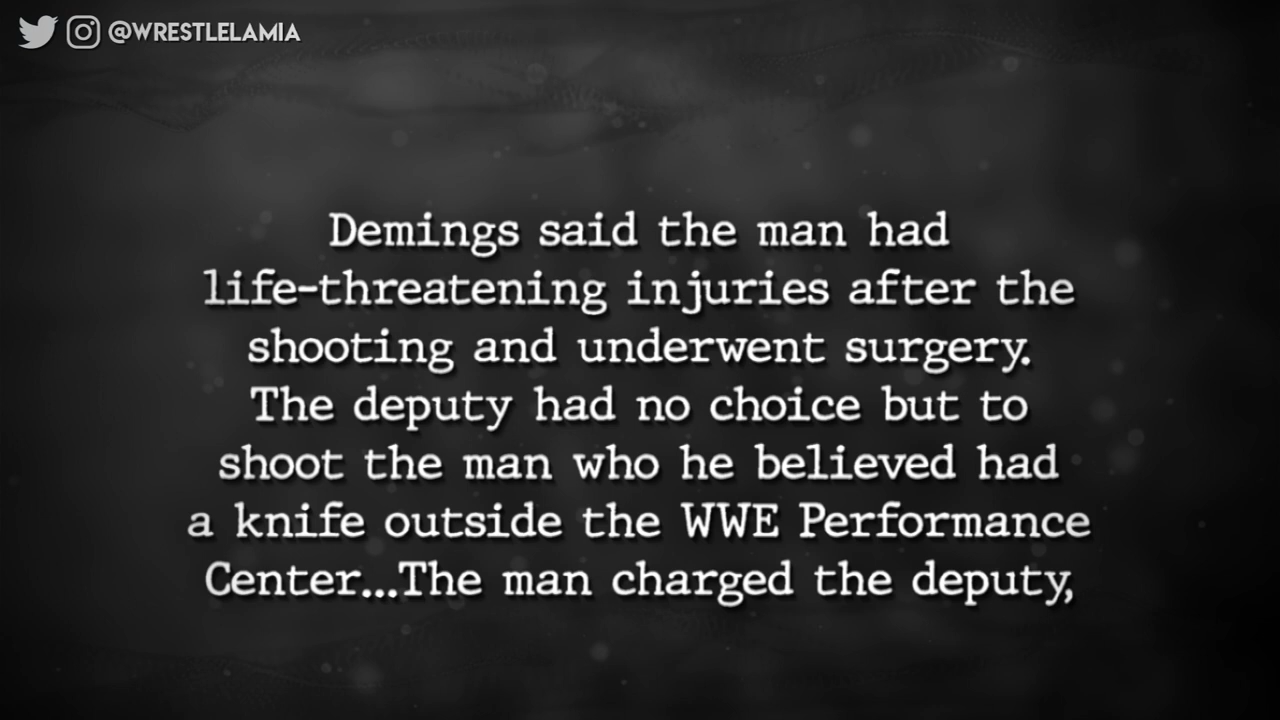 @WRESTLELAMIA
Demings said the man had
life-threatening injuries after the
shooting and underwent surgery.
The deputy had no choice but to
shoot the man who he believed had
a knife outside the WWE Performance
Center...The man charged the deputy,